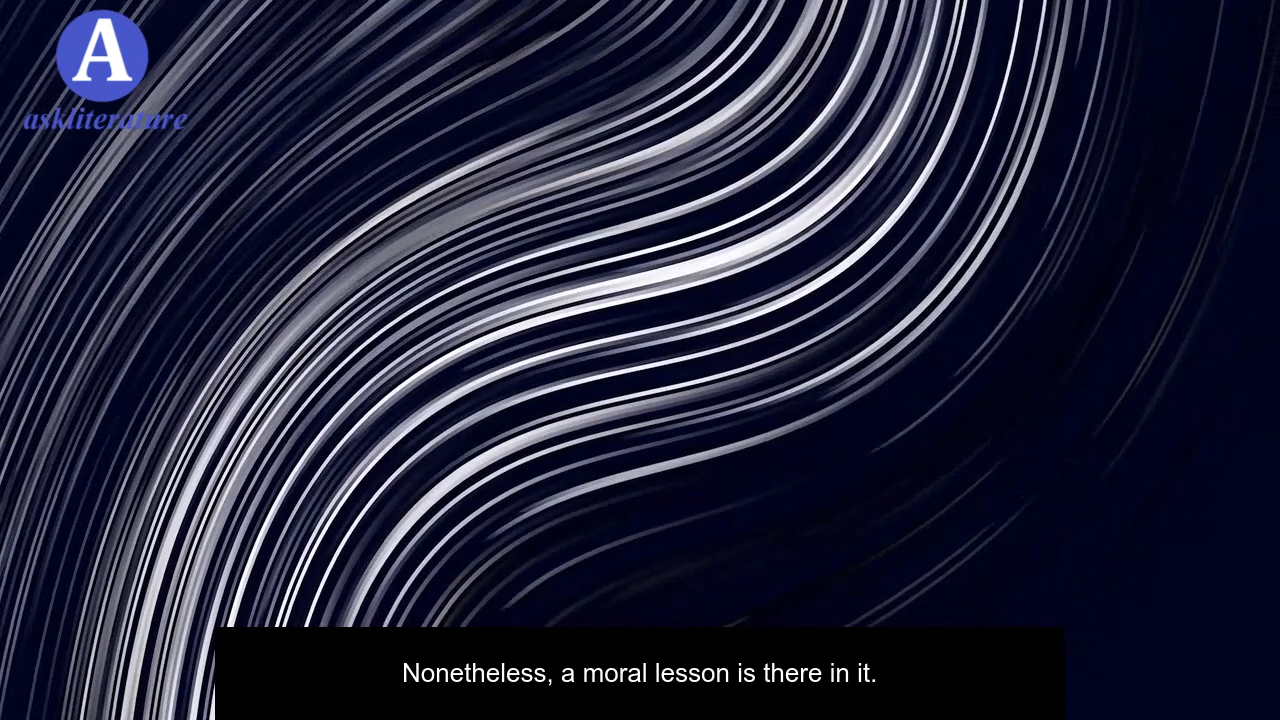 A
askliterature
Nonetheless, a moral lesson is there in it.